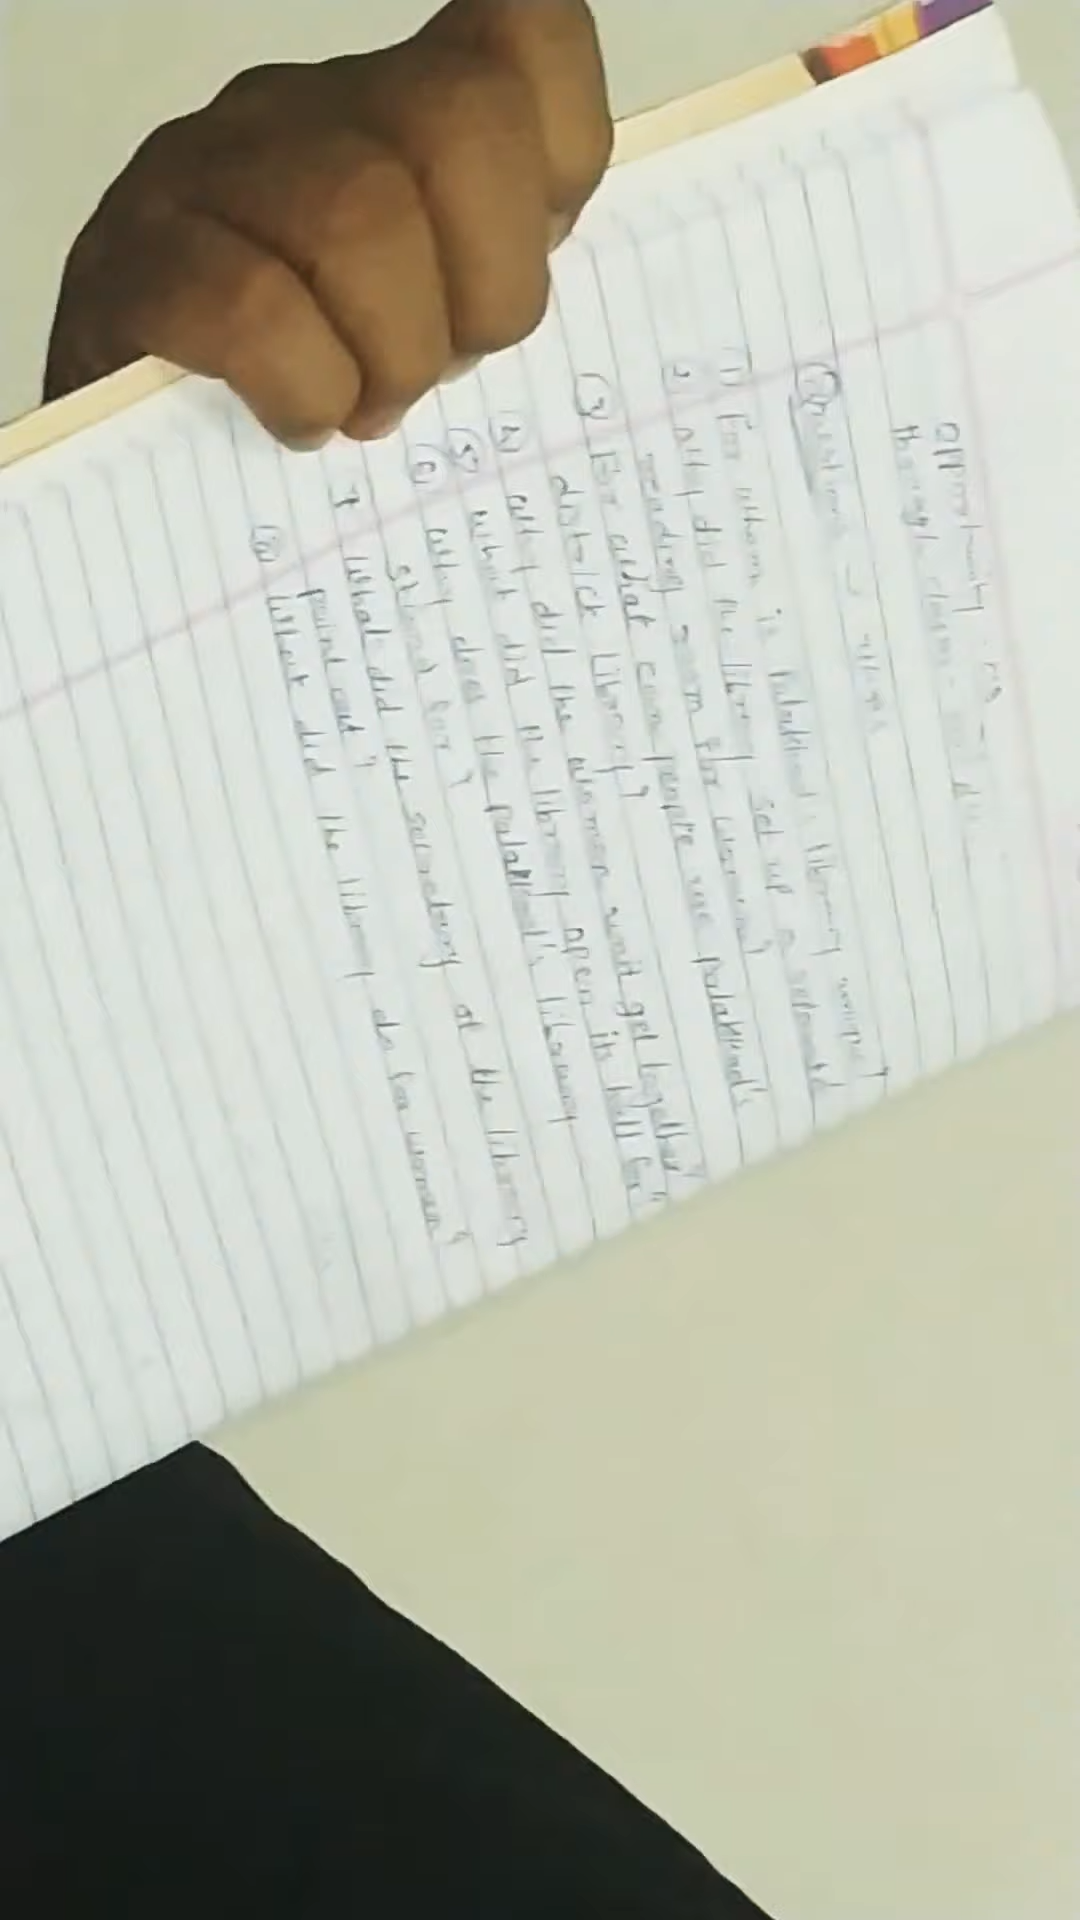 opportunity
through
Questions
(1) For whom is Palakkad's library unique?
2) Why did the library set up a separate
reading room for women?
(3) For what can people use palakkad's
district Library?
4) Why did the women unit get together?
5) What did the library open its hall for?
6) Why does the palakkad's library
stand for?
7 What did the secretary of the library
point out?
8) What did the library do for women?